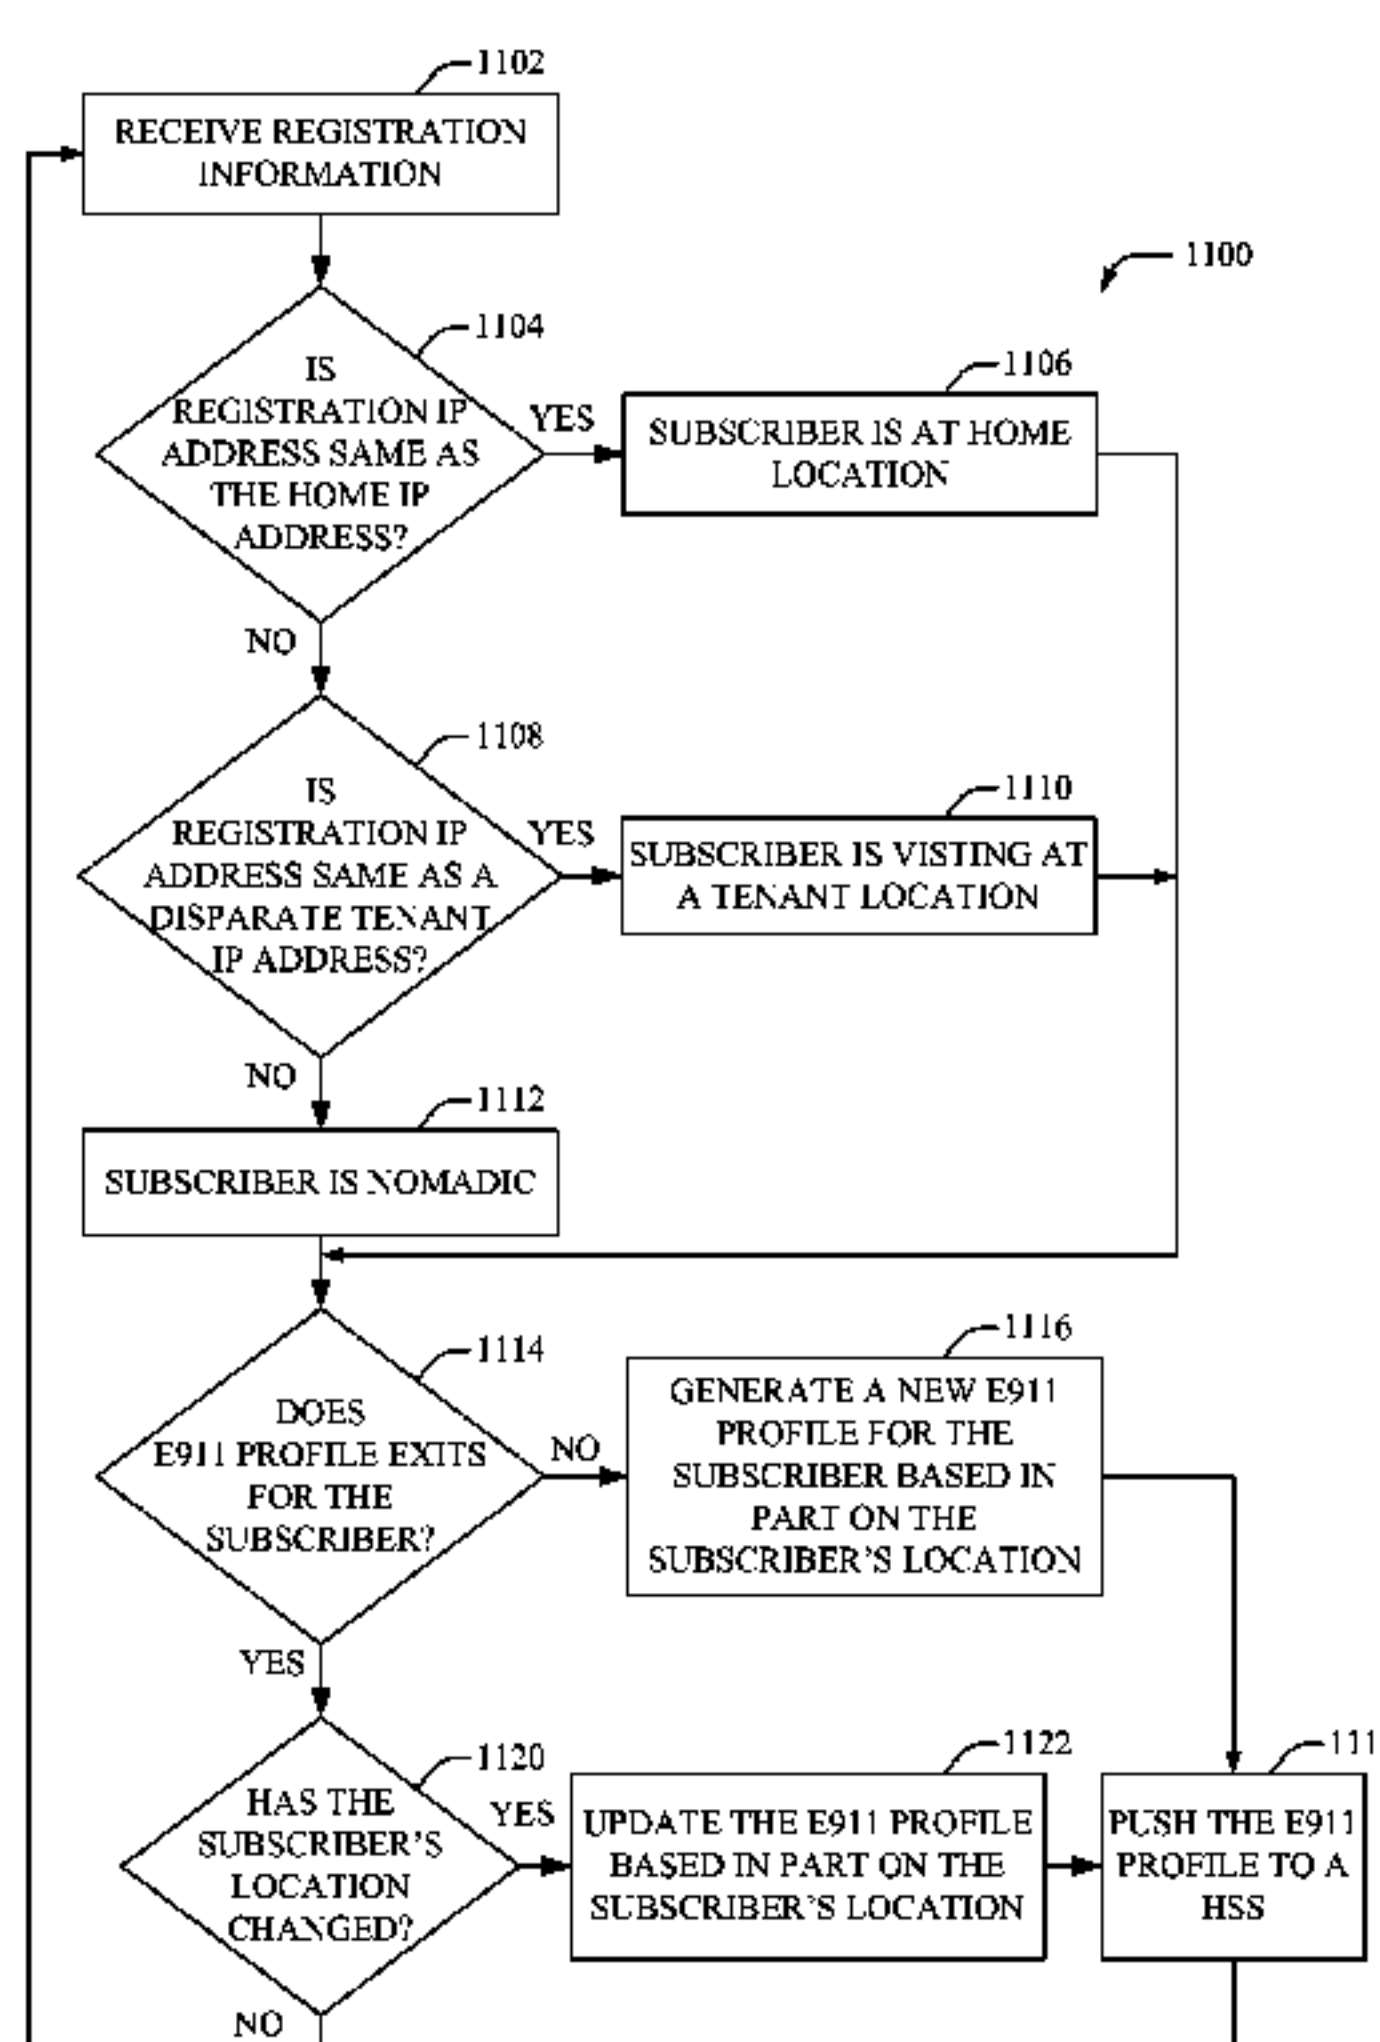 1102
RECEIVE REGISTRATION
INFORMATION
1100
1104
IS
REGISTRATION IP
ADDRESS SAME AS
THE HOME IP
ADDRESS?
YES
1106
SUBSCRIBER IS AT HOME
LOCATION
NO
1108
IS
REGISTRATION IP
ADDRESS SAME AS A
DISPARATE TENANT
IP ADDRESS?
YES
1110
SUBSCRIBER IS VISTING AT
A TENANT LOCATION
NO
1112
SUBSCRIBER IS NOMADIC
1114
DOES
E911 PROFILE EXITS
FOR THE
SUBSCRIBER?
NO
1116
GENERATE A NEW E911
PROFILE FOR THE
SUBSCRIBER BASED IN
PART ON THE
SUBSCRIBER'S LOCATION
YES
1120
HAS THE
SUBSCRIBER'S
LOCATION
CHANGED?
YES
1122
UPDATE THE E911 PROFILE
BASED IN PART ON THE
SUBSCRIBER'S LOCATION
111
PUSH THE E911
PROFILE TO A
HSS
NO